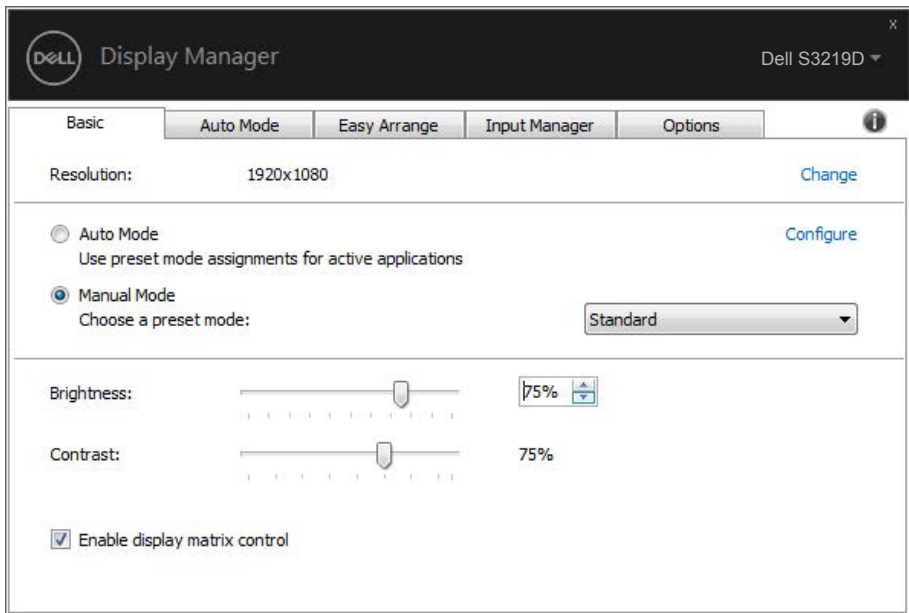 x
DELL Display Manager Dell S3219D
Basic Auto Mode Easy Arrange Input Manager Options i
Resolution: 1920x1080 Change
Auto Mode Configure
Use preset mode assignments for active applications
Manual Mode
Choose a preset mode: Standard
Brightness: 75%
Contrast: 75%
Enable display matrix control